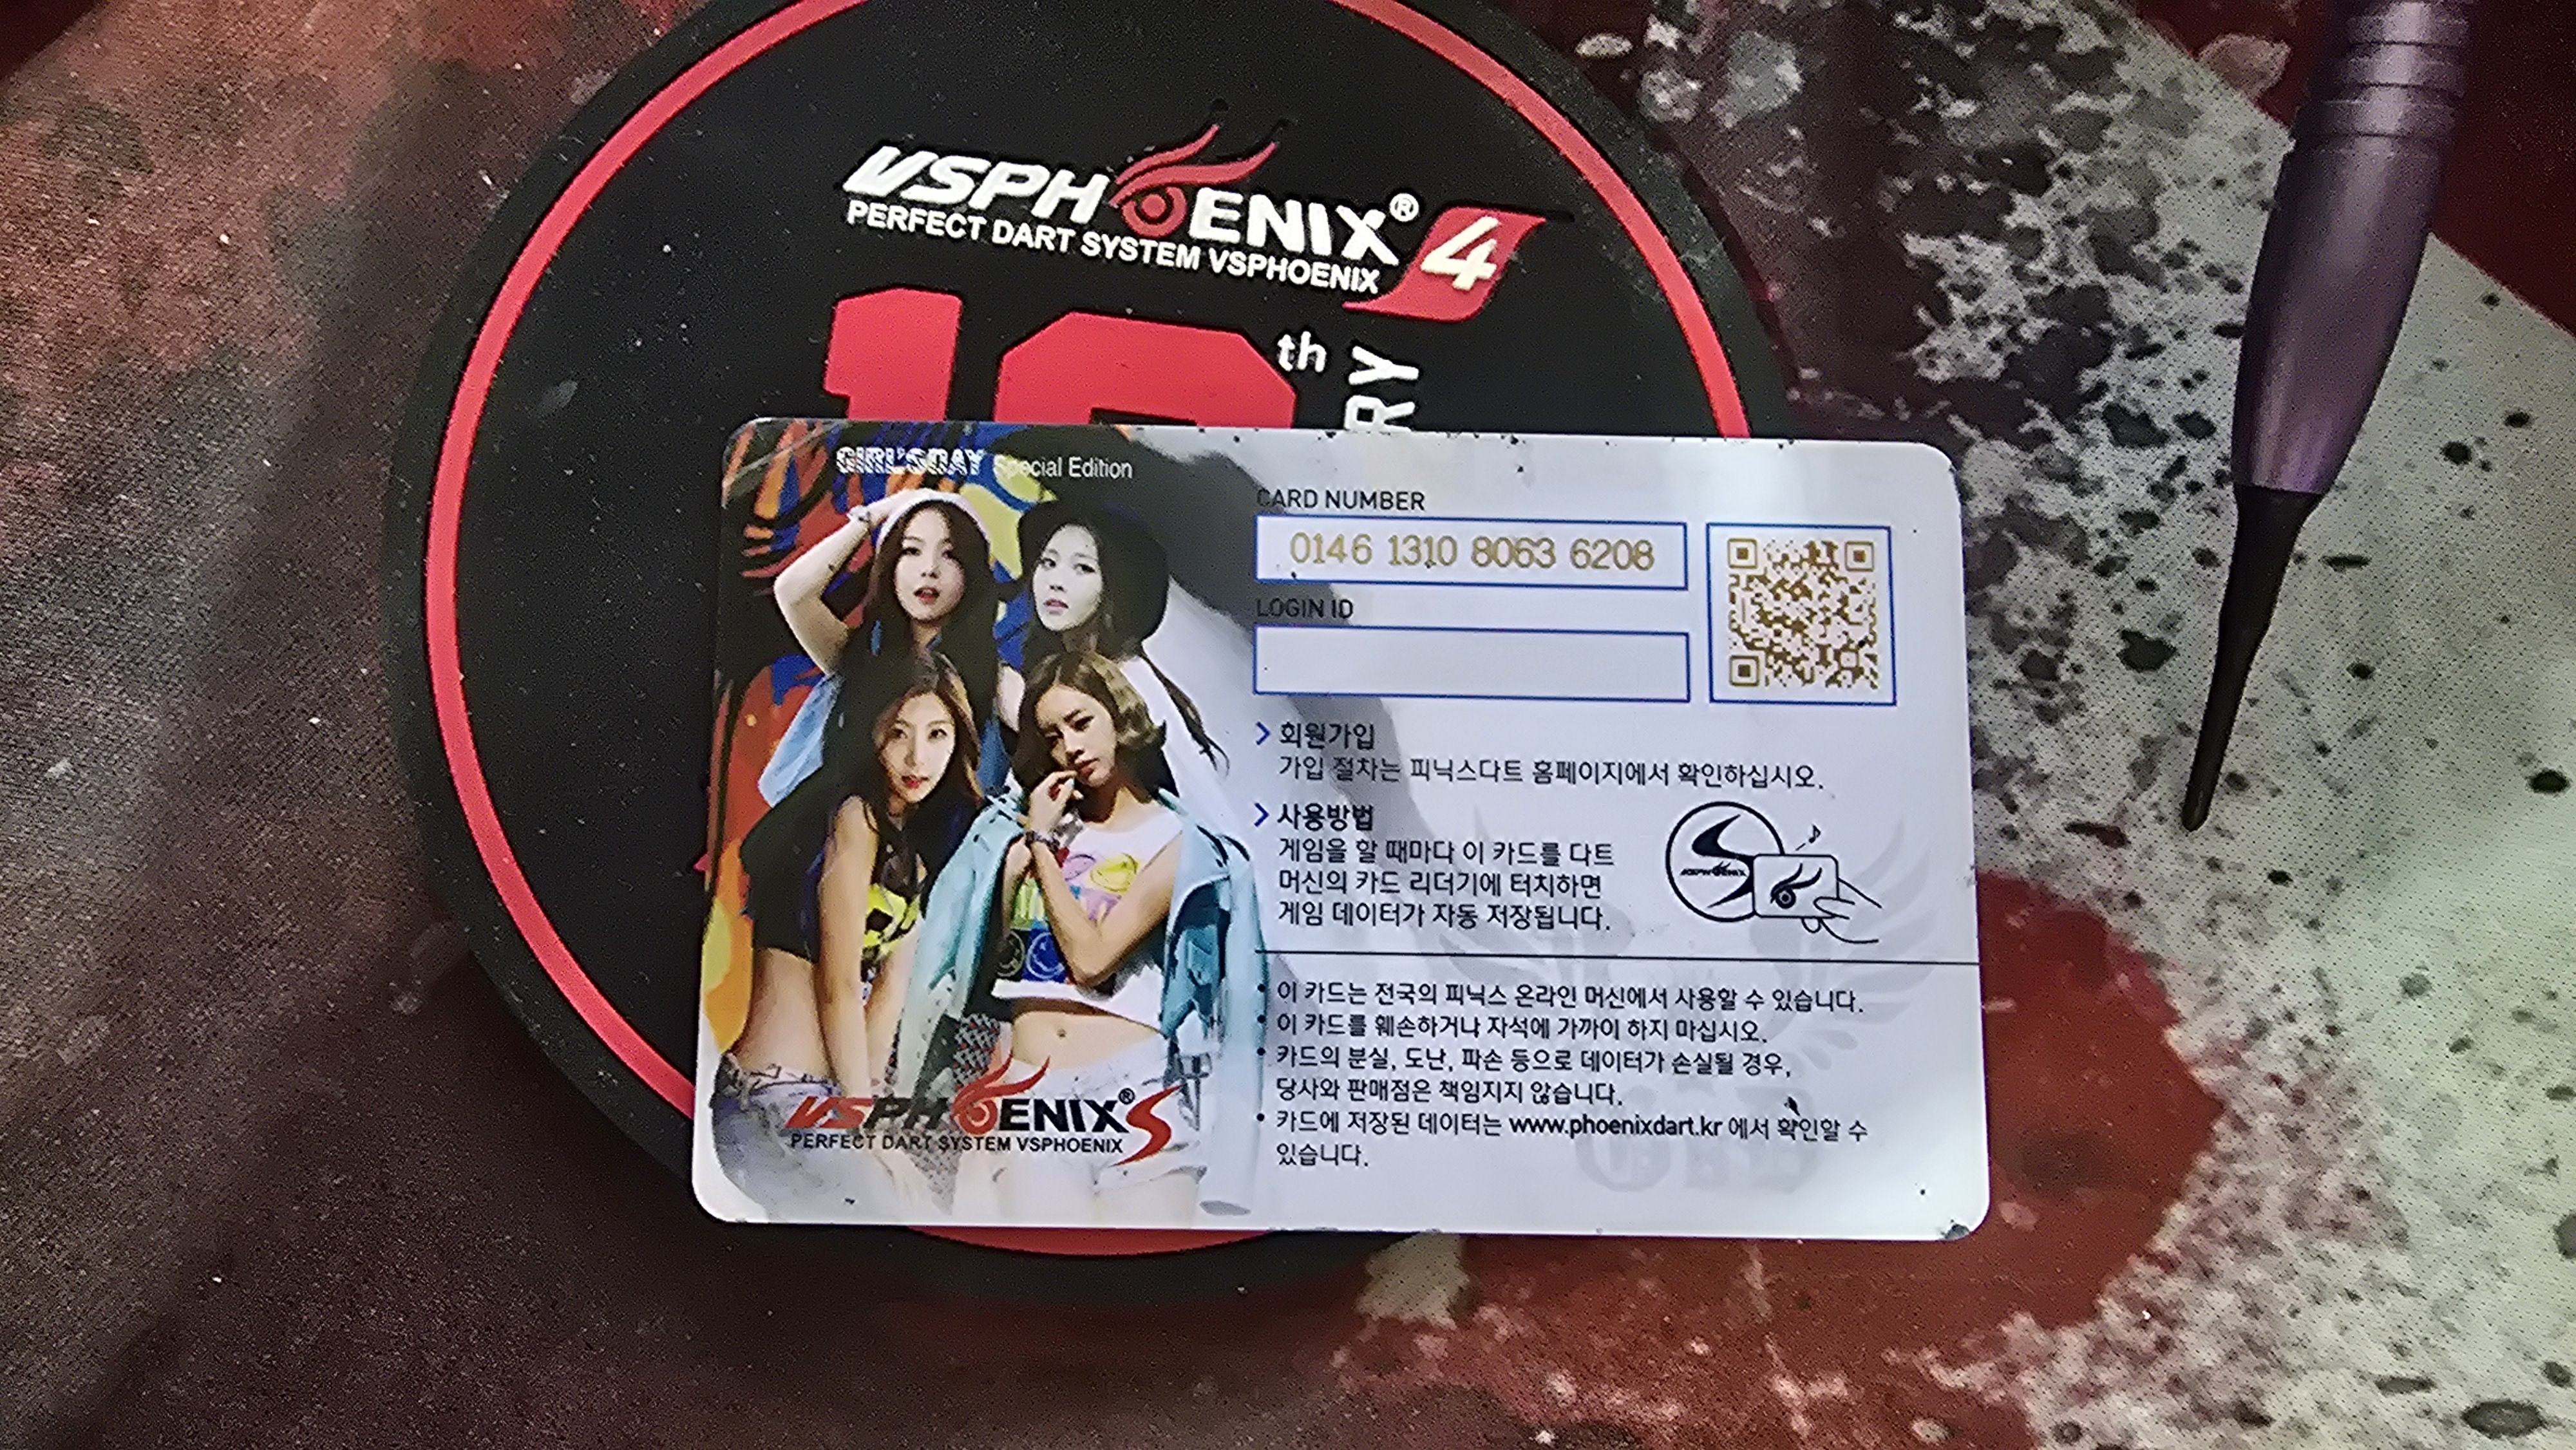 VSPHOENIX® 4
PERFECT DART SYSTEM VSPHOENIX
th
GIRL'SDAY Special Edition
CARD NUMBER
0146 1310 8063 6208
LOGIN ID
> 회원가입
가입 절차는 피닉스다트 홈페이지에서 확인하십시오.
> 사용방법
게임을 할 때마다 이 카드를 다트
머신의 카드 리더기에 터치하면
게임 데이터가 자동 저장됩니다.
VSPHOENIX
• 이 카드는 전국의 피닉스 온라인 머신에서 사용할 수 있습니다.
• 이 카드를 훼손하거나 자석에 가까이 하지 마십시오.
• 카드의 분실, 도난, 파손 등으로 데이터가 손실될 경우,
당사와 판매점은 책임지지 않습니다.
• 카드에 저장된 데이터는 www.phoenixdart.kr 에서 확인할 수
있습니다.
VSPHOENIX® S
PERFECT DART SYSTEM VSPHOENIX